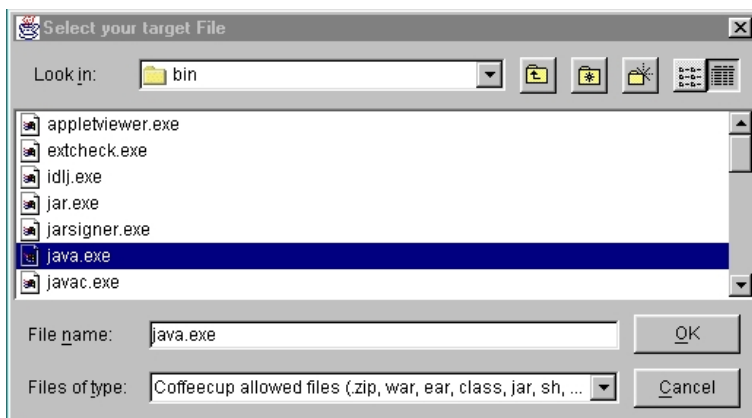 Select your target File
Look in: bin
appletviewer.exe
extcheck.exe
idlj.exe
jar.exe
jarsigner.exe
java.exe
javac.exe
File name: java.exe OK
Files of type: Coffeecup allowed files (.zip, war, ear, class, jar, sh, ... Cancel